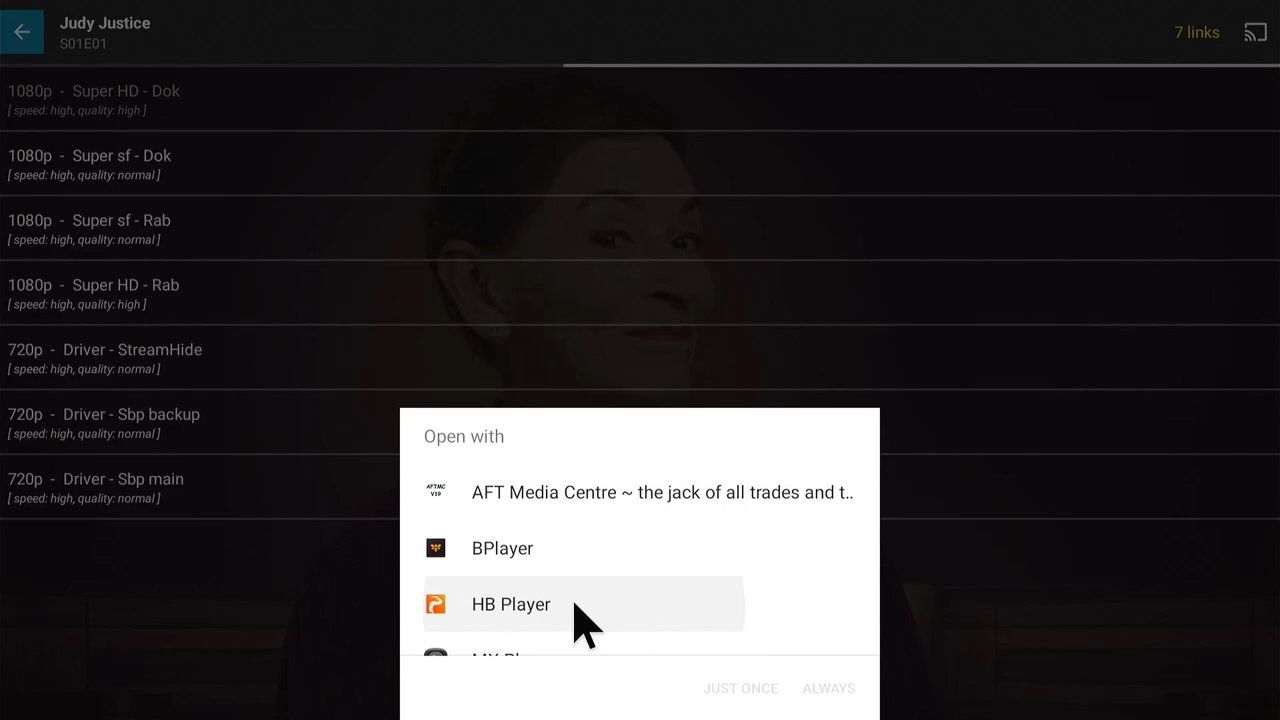 Judy Justice
S01E01
7 links
1080p - Super HD - Dok
[ speed: high, quality: high ]
1080p - Super sf - Dok
[ speed: high, quality: normal ]
1080p - Super sf - Rab
[ speed: high, quality: normal ]
1080p - Super HD - Rab
[ speed: high, quality: high ]
720p - Driver - StreamHide
[ speed: high, quality: normal ]
720p - Driver - Sbp backup
[ speed: high, quality: normal ]
720p - Driver - Sbp main
[ speed: high, quality: normal ]
Open with
AFTMC
V19
AFT Media Centre ~ the jack of all trades and t..
BPlayer
HB Player
JUST ONCE
ALWAYS